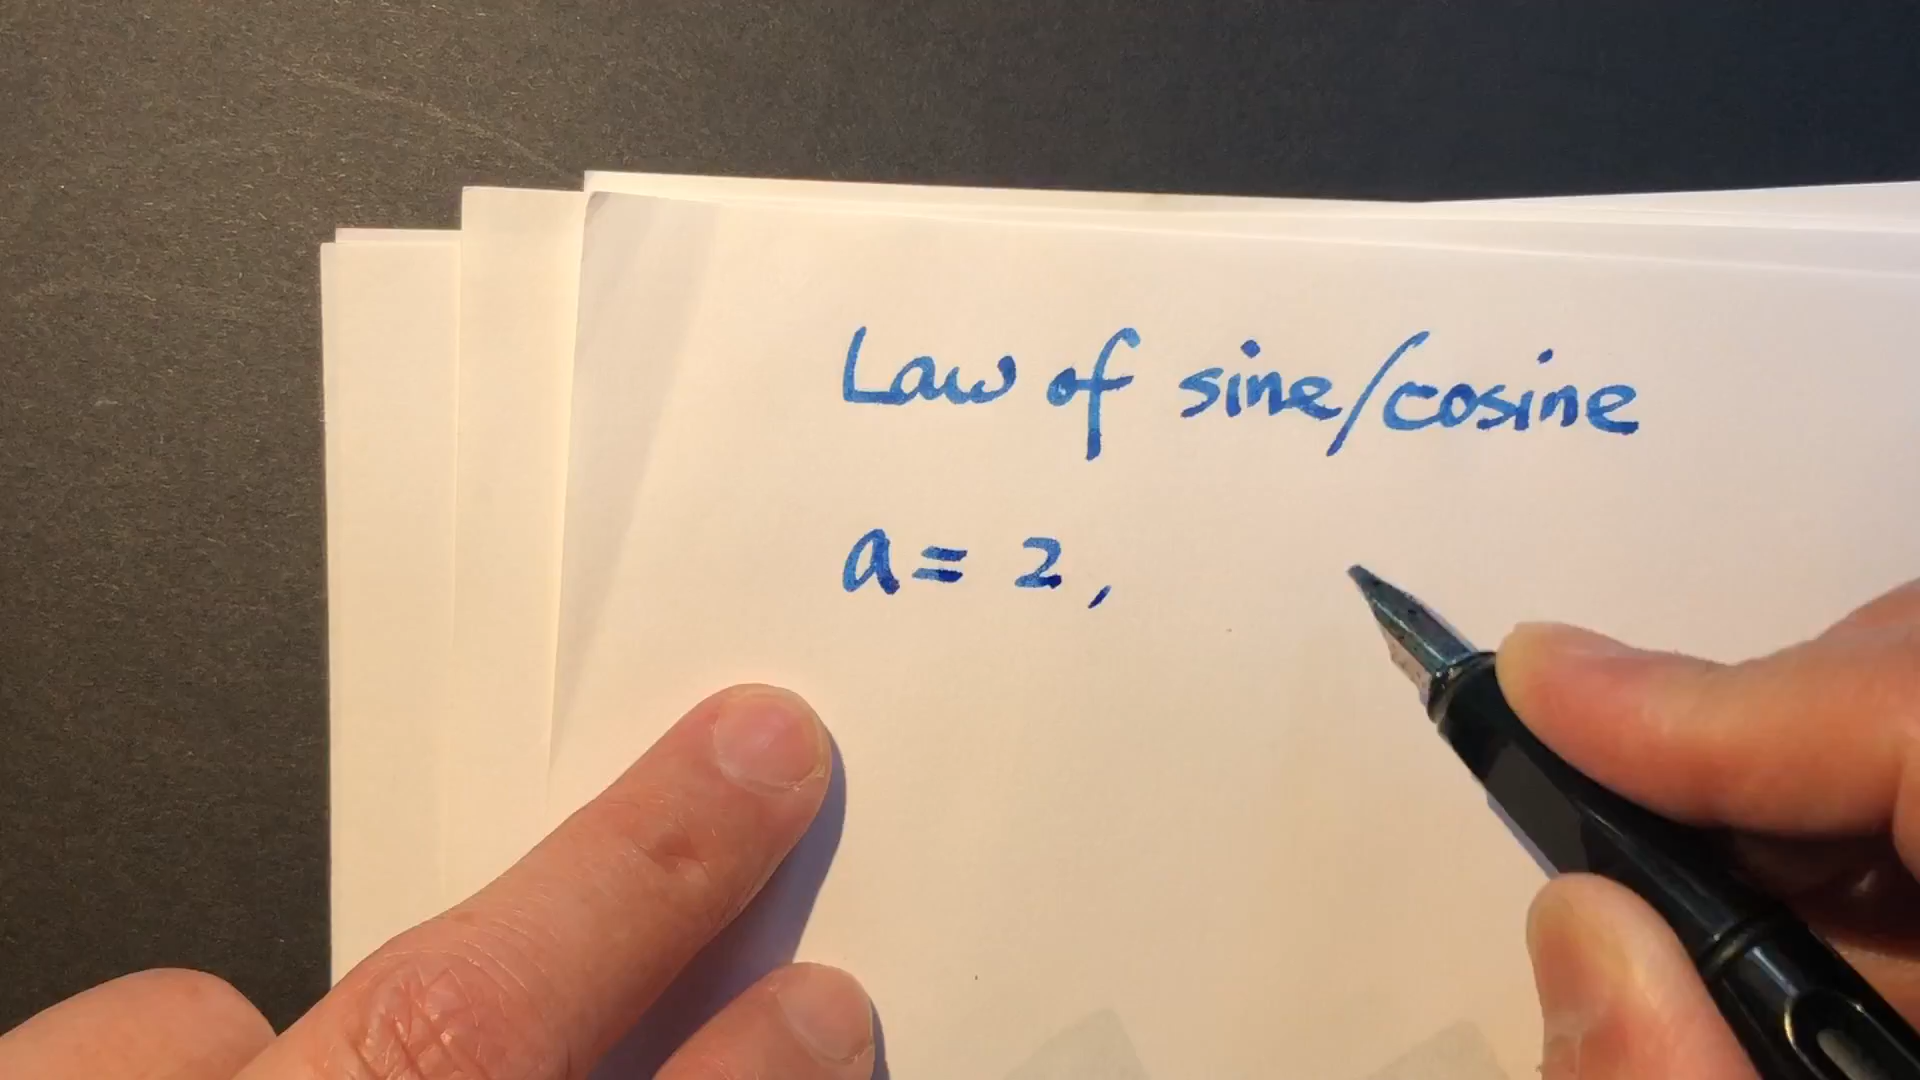 Law of sine/cosine
a = 2,